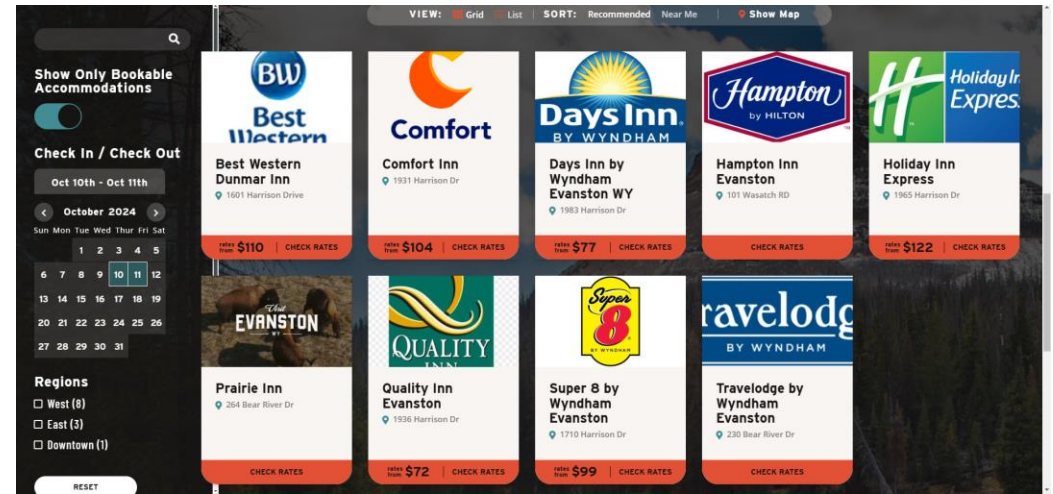 VIEW: Grid List SORT: Recommended Near Me Show Map
Show Only Bookable
Accommodations
Check In / Check Out
Oct 10th - Oct 11th
October 2024
Sun Mon Tue Wed Thur Fri Sat
1 2 3 4 5
6 7 8 9 10 11 12
13 14 15 16 17 18 19
20 21 22 23 24 25 26
27 28 29 30 31
Regions
West (8)
East (3)
Downtown (1)
RESET
BW
Best
Western
Best Western
Dunmar Inn
1601 Harrison Drive
rates from $110 | CHECK RATES
Comfort
Comfort Inn
1931 Harrison Dr
rates from $104 | CHECK RATES
Days Inn.
BY WYNDHAM
Days Inn by
Wyndham
Evanston WY
1983 Harrison Dr
rates from $77 | CHECK RATES
Hampton
by HILTON
Hampton Inn
Evanston
101 Wasatch RD
CHECK RATES
H
Holiday In
Expres
Holiday Inn
Express
1965 Harrison Dr
rates from $122 | CHECK RATES
Visit
EVANSTON
WY
Prairie Inn
264 Bear River Dr
CHECK RATES
QUALITY
INN
Quality Inn
Evanston
1936 Harrison Dr
rates from $72 | CHECK RATES
Super
8
BY WYNDHAM
Super 8 by
Wyndham
Evanston
1710 Harrison Dr
rates from $99 | CHECK RATES
ravelodg
BY WYNDHAM
Travelodge by
Wyndham
Evanston
230 Bear River Dr
CHECK RATES